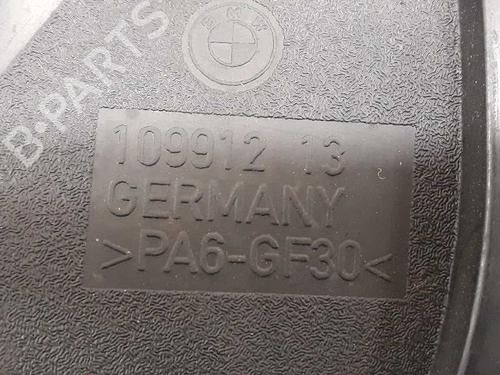 BMW
B-PARTS
109912 13
GERMANY
>PA6-GF30<